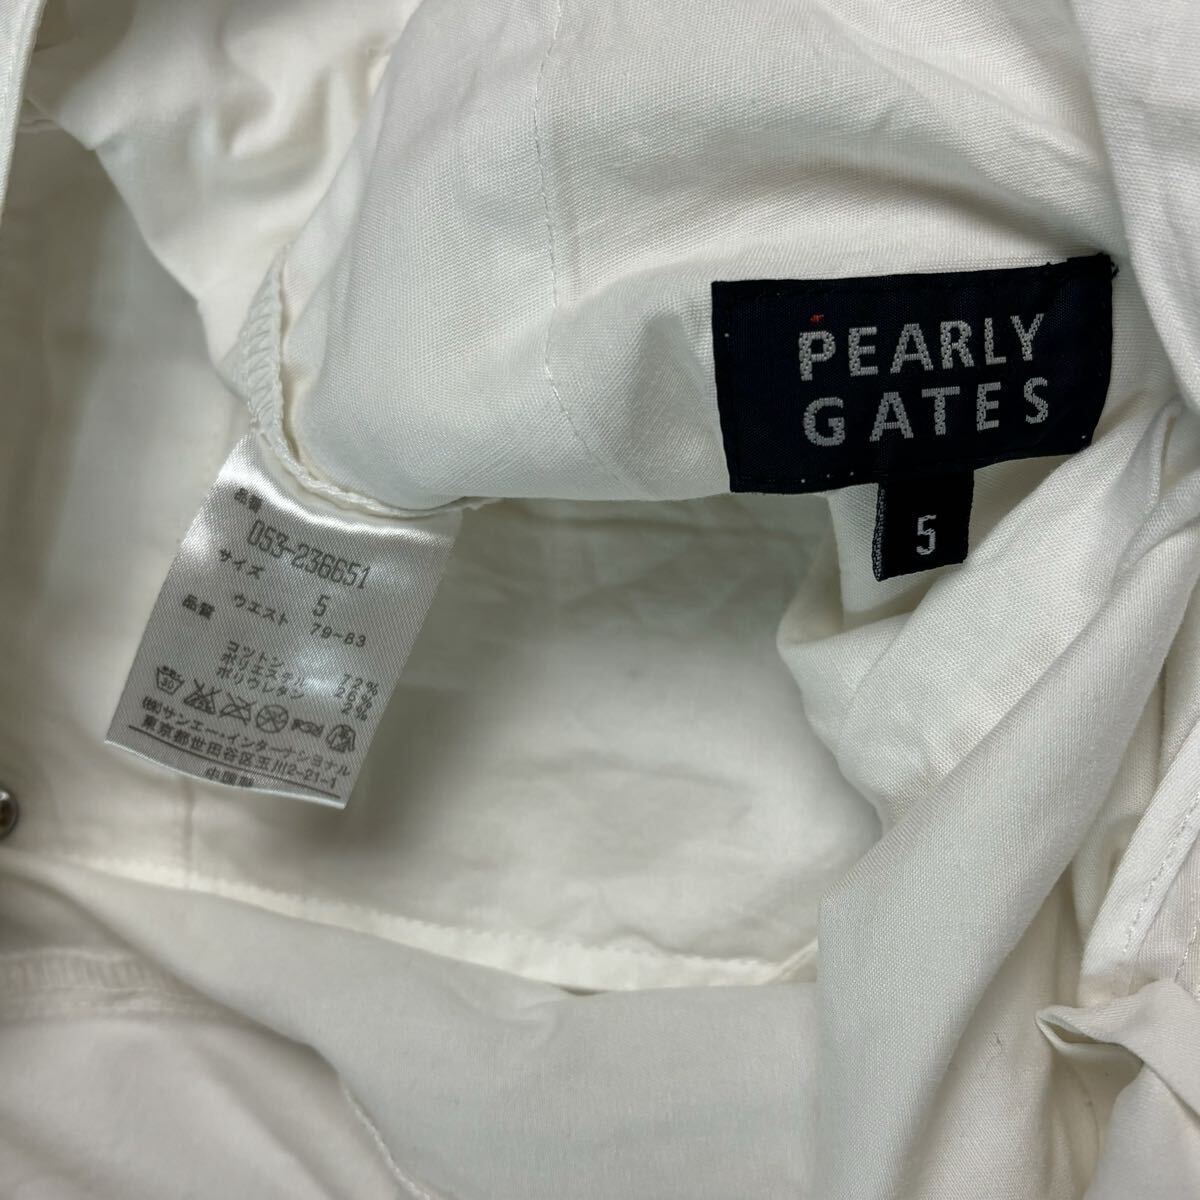 PEARLY
GATES
5
品番
053-236651
サイズ 5
ウエスト 79-83
品質
コットン 72%
ポリエステル 26%
ポリウレタン 2%
(株)サンエー・インターナショナル
東京都世田谷区玉川2-21-1
中国製